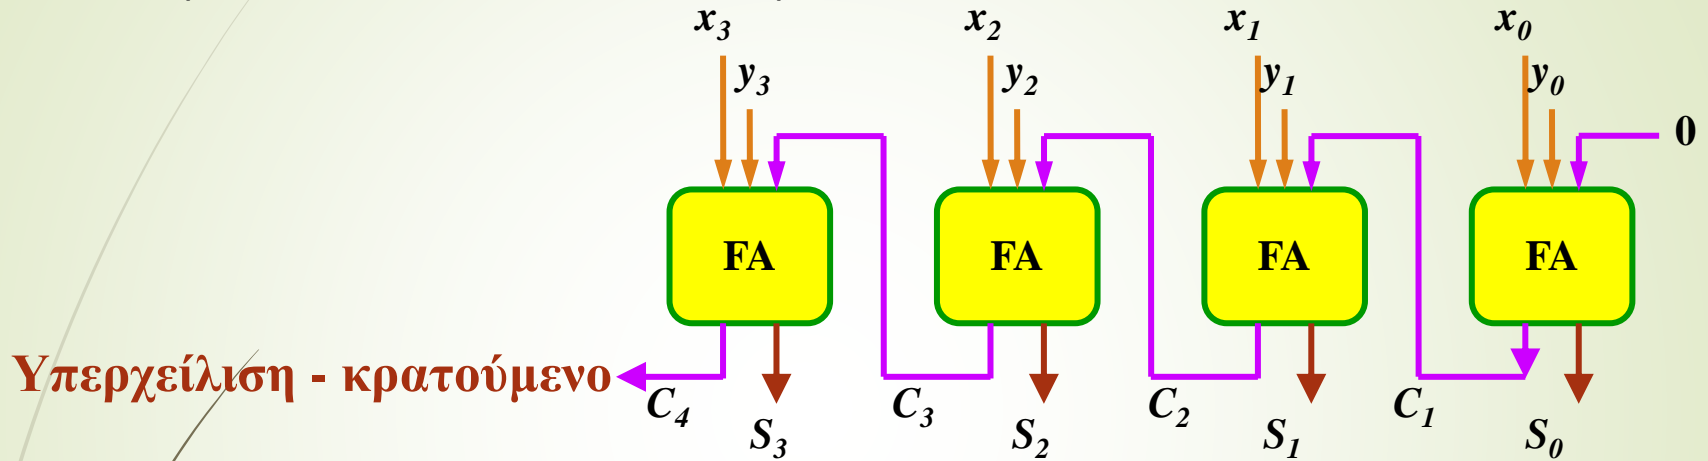 x3 x2 x1 x0
y3 y2 y1 y0
0
FA FA FA FA
Υπερχείλιση - κρατούμενο
C4 C3 C2 C1
S3 S2 S1 S0